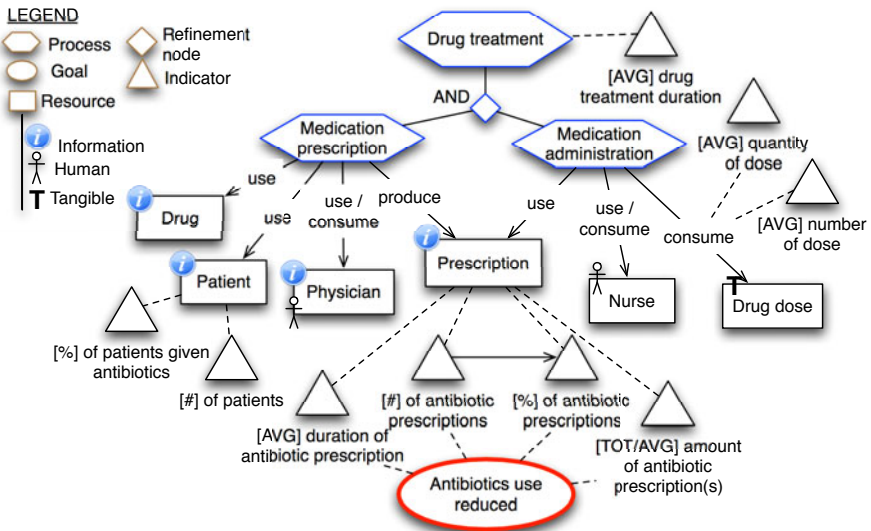 LEGEND
Process
Refinement
node
Goal
Indicator
Resource
i
Information
Human
T
Tangible
Drug treatment
[AVG] drug
treatment duration
AND
Medication
prescription
Medication
administration
[AVG] quantity
of dose
[AVG] number
of dose
use
use
use /
consume
produce
use
use /
consume
consume
i
Drug
i
Patient
i
Physician
i
Prescription
Nurse
T
Drug dose
[%] of patients given
antibiotics
[#] of patients
[AVG] duration of
antibiotic prescription
[#] of antibiotic
prescriptions
[%] of antibiotic
prescriptions
[TOT/AVG] amount
of antibiotic
prescription(s)
Antibiotics use
reduced